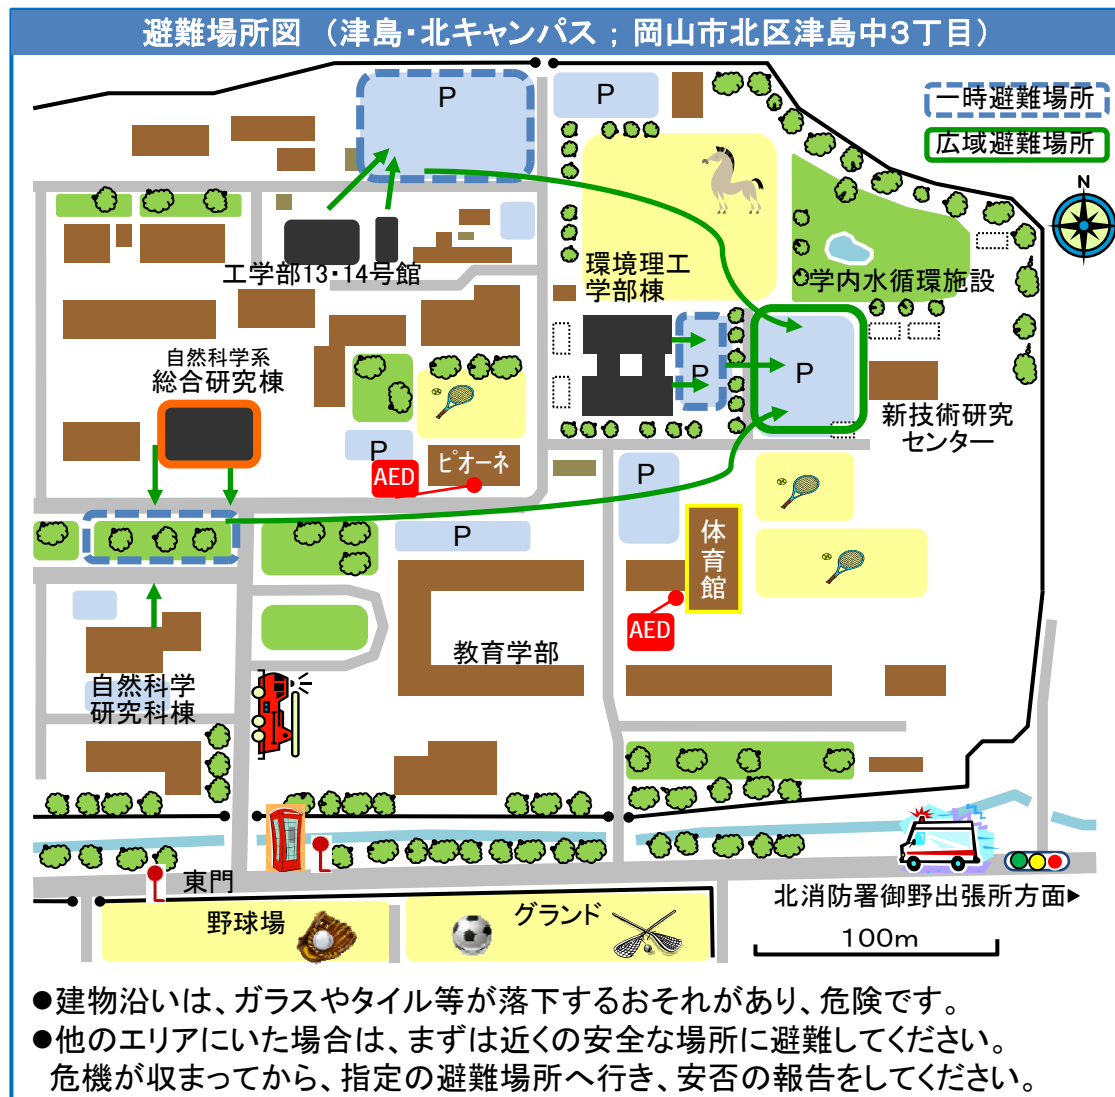 避難場所図 （津島・北キャンパス ; 岡山市北区津島中3丁目）
P
P
一時避難場所
広域避難場所
N
工学部13・14号館
環境理工
学部棟
学内水循環施設
自然科学系
総合研究棟
P
P
新技術研究
センター
P
AED
ピオーネ
P
P
体育館
AED
教育学部
自然科学
研究科棟
東門
北消防署御野出張所方面▶
野球場
グランド
100m
●建物沿いは、ガラスやタイル等が落下するおそれがあり、危険です。
●他のエリアにいた場合は、まずは近くの安全な場所に避難してください。
危機が収まってから、指定の避難場所へ行き、安否の報告をしてください。